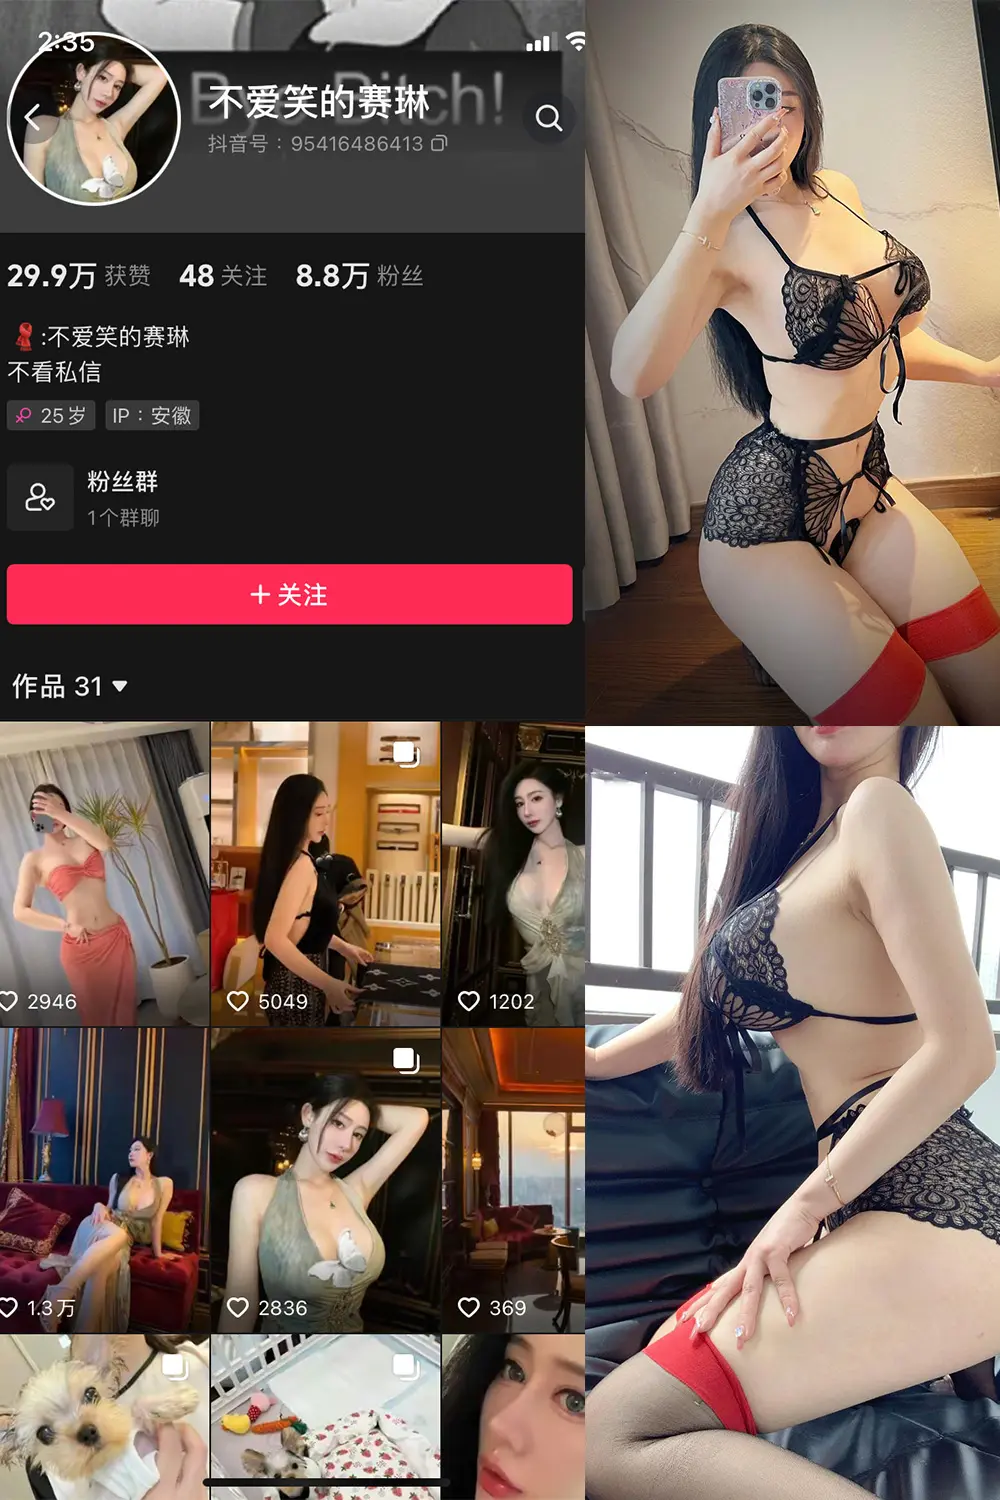 2:35
By Bitch!
不爱笑的赛琳
抖音号：95416486413
29.9万 获赞 48 关注 8.8万 粉丝
:不爱笑的赛琳
不看私信
25岁 IP：安徽
粉丝群
1个群聊
+ 关注
作品 31
2946
5049
1202
1.3万
2836
369